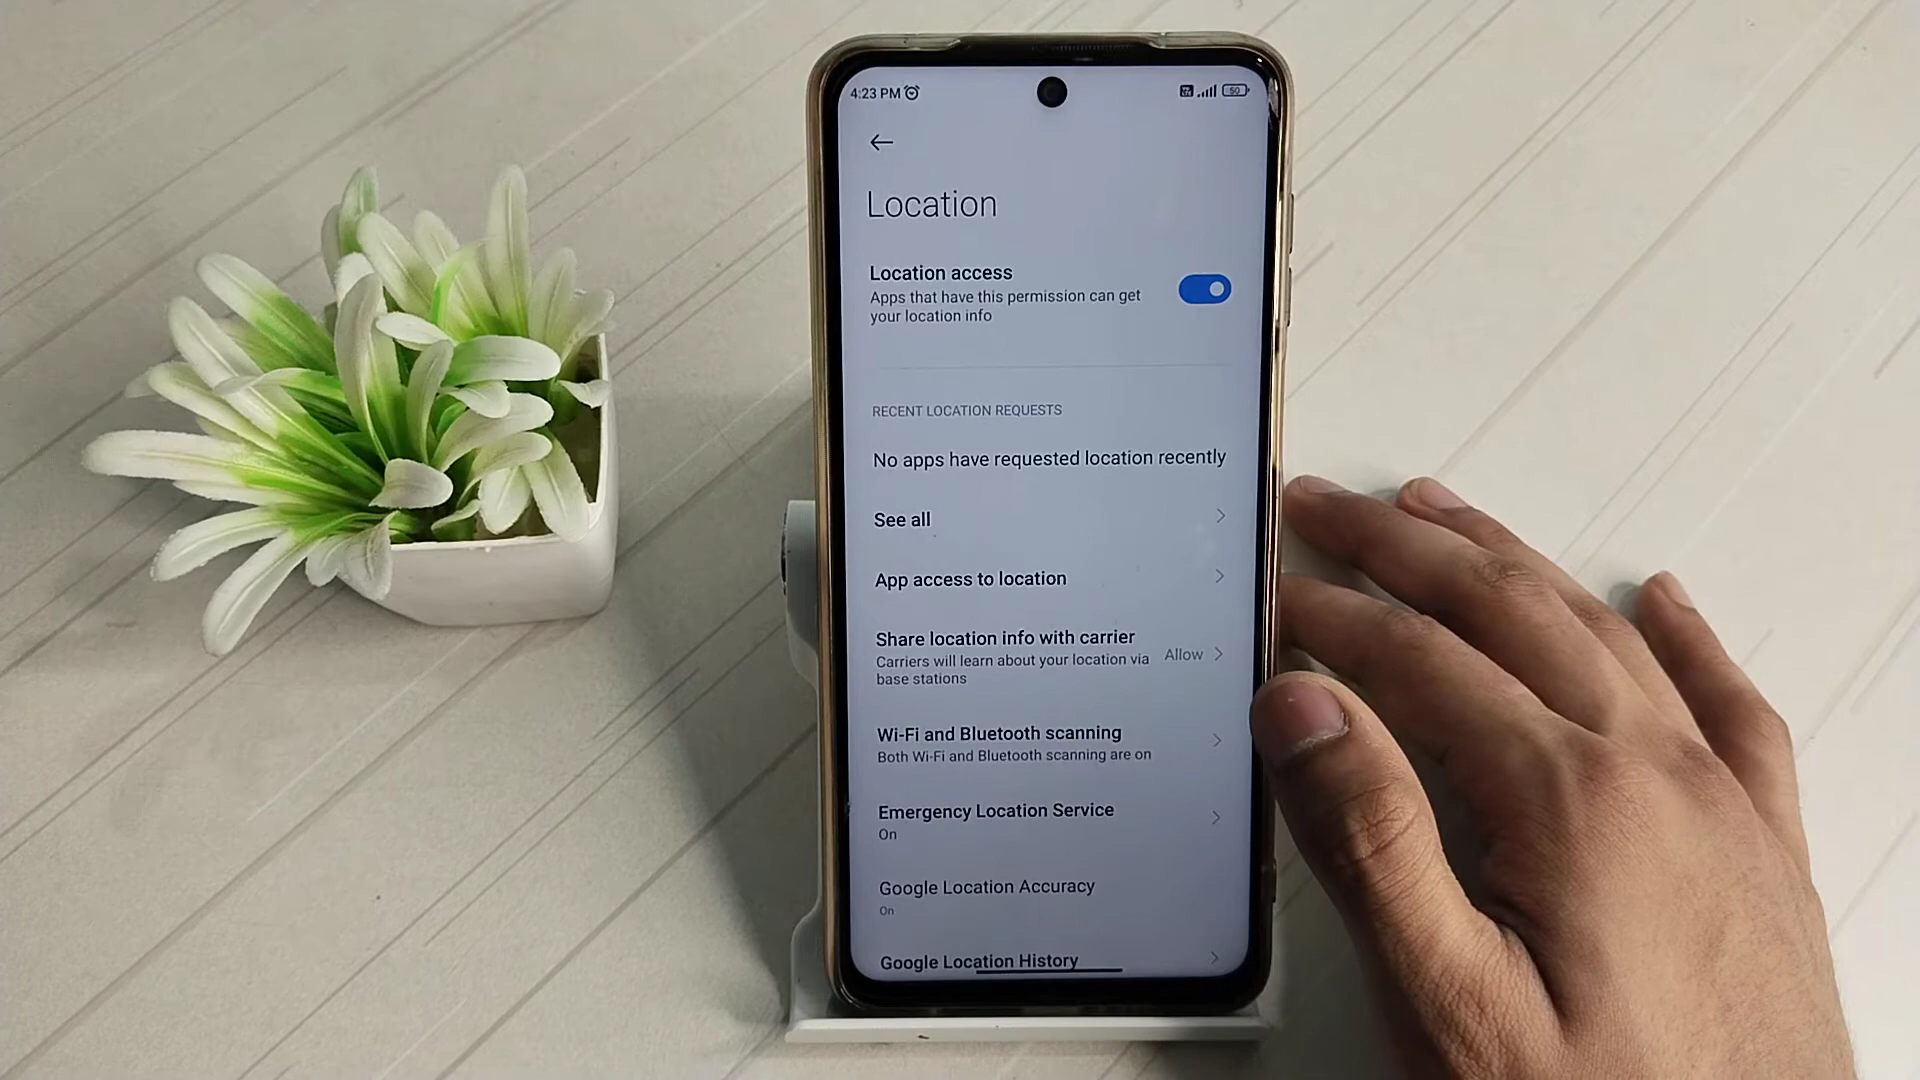 4:23 PM
50
Location
Location access
Apps that have this permission can get
your location info
RECENT LOCATION REQUESTS
No apps have requested location recently
See all
App access to location
Share location info with carrier
Carriers will learn about your location via
base stations
Allow
Wi-Fi and Bluetooth scanning
Both Wi-Fi and Bluetooth scanning are on
Emergency Location Service
On
Google Location Accuracy
On
Google Location History